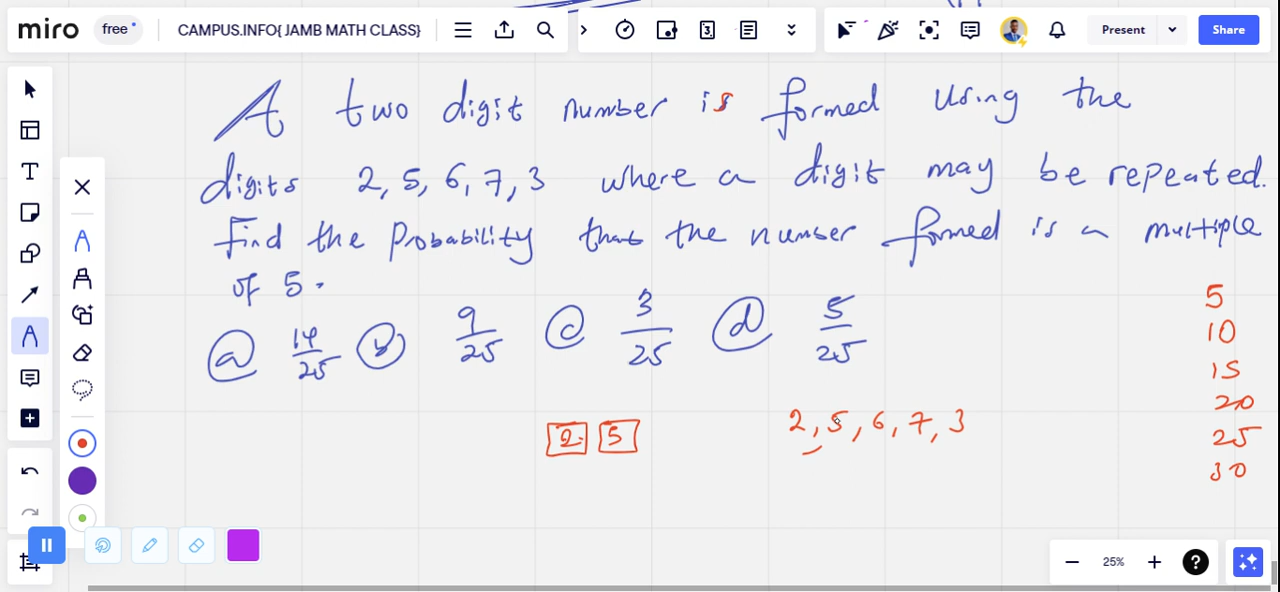 miro free CAMPUS.INFO{ JAMB MATH CLASS} Present Share
A two digit number is formed using the
digits 2, 5, 6, 7, 3 where a digit may be repeated.
Find the probability that the number formed is a multiple
of 5.
(a) 14/25 (b) 9/25 (c) 3/25 (d) 5/25
5
10
15
20
25
30
2 5
2, 5, 6, 7, 3
25%